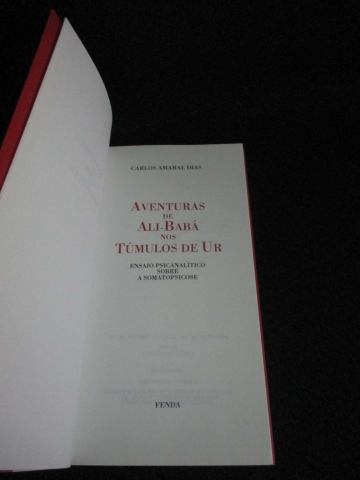 CARLOS AMARAL DIAS
AVENTURAS
DE
ALI-BABÁ
NOS
TÚMULOS DE UR
ENSAIO PSICANALÍTICO
SOBRE
A SOMATOPSICOSE
FENDA